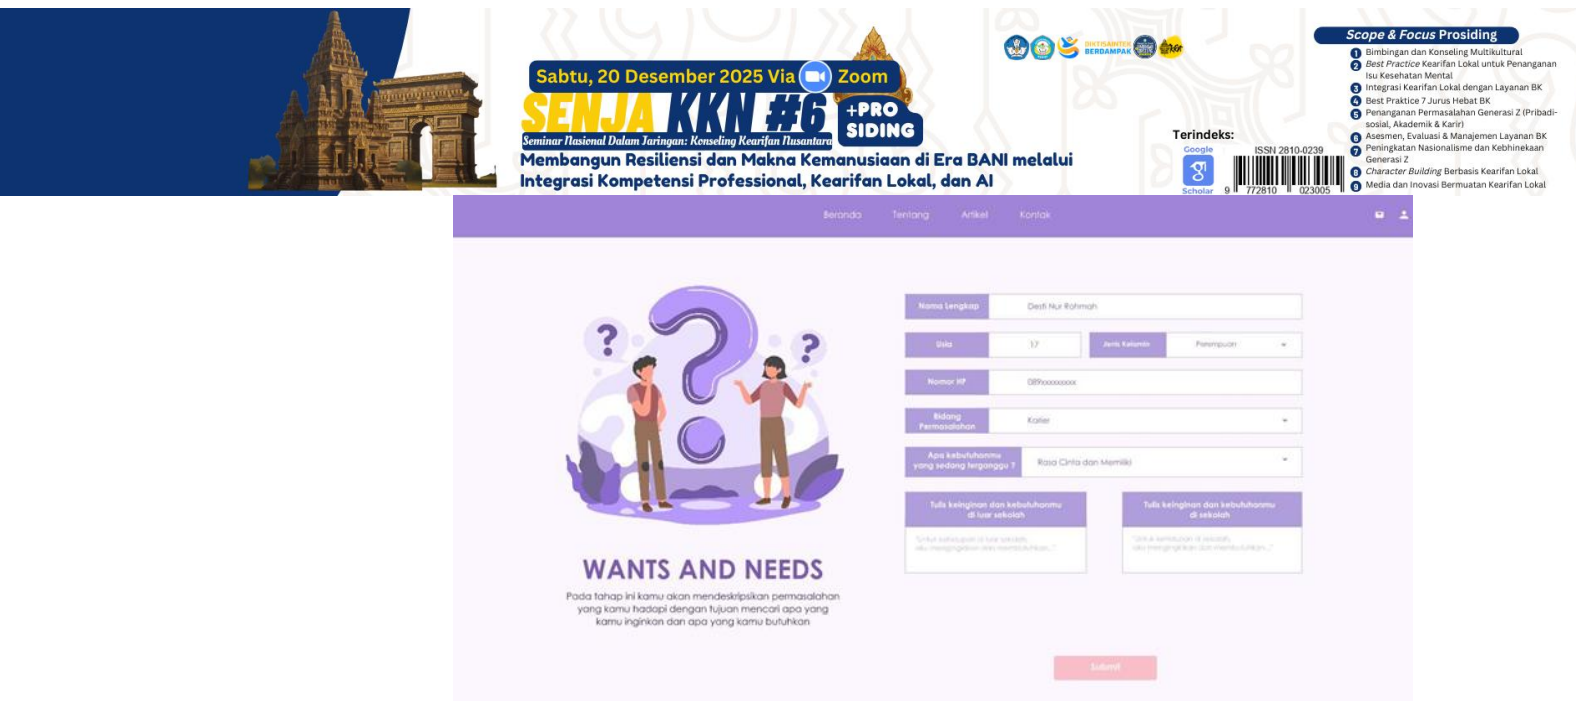 Sabtu, 20 Desember 2025 Via Zoom
SENJA KKN #6
+PRO
SIDING
Seminar Nasional Dalam Jaringan: Konseling Kearifan Nusantara
Membangun Resiliensi dan Makna Kemanusiaan di Era BANI melalui
Integrasi Kompetensi Professional, Kearifan Lokal, dan AI
DIKTISAINTEK
BERDAMPAK
Terindeks:
Google
Scholar
ISSN 2810-0239
9 772810 023005
Scope & Focus Prosiding
1 Bimbingan dan Konseling Multikultural
2 Best Practice Kearifan Lokal untuk Penanganan
Isu Kesehatan Mental
3 Integrasi Kearifan Lokal dengan Layanan BK
4 Best Praktice 7 Jurus Hebat BK
5 Penanganan Permasalahan Generasi Z (Pribadi-
sosial, Akademik & Karir)
6 Asesmen, Evaluasi & Manajemen Layanan BK
7 Peningkatan Nasionalisme dan Kebhinekaan
Generasi Z
8 Character Building Berbasis Kearifan Lokal
9 Media dan Inovasi Bermuatan Kearifan Lokal
Beranda Tentang Artikel Kontak
Nama Lengkap Desti Nur Rahmah
Usia 17 Jenis Kelamin Perempuan
Nomor HP 089xxxxxxxxx
Bidang
Permasalahan
Karier
Apa kebutuhanmu
yang sedang terganggu ?
Rasa Cinta dan Memiliki
Tulis keinginan dan kebutuhanmu
di luar sekolah
Tulis keinginan dan kebutuhanmu
di sekolah
WANTS AND NEEDS
Pada tahap ini kamu akan mendeskripsikan permasalahan
yang kamu hadapi dengan tujuan mencari apa yang
kamu inginkan dan apa yang kamu butuhkan
Submit